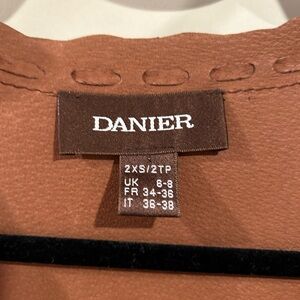 DANIER
2XS/2TP
UK 6-8
FR 34-36
IT 36-38